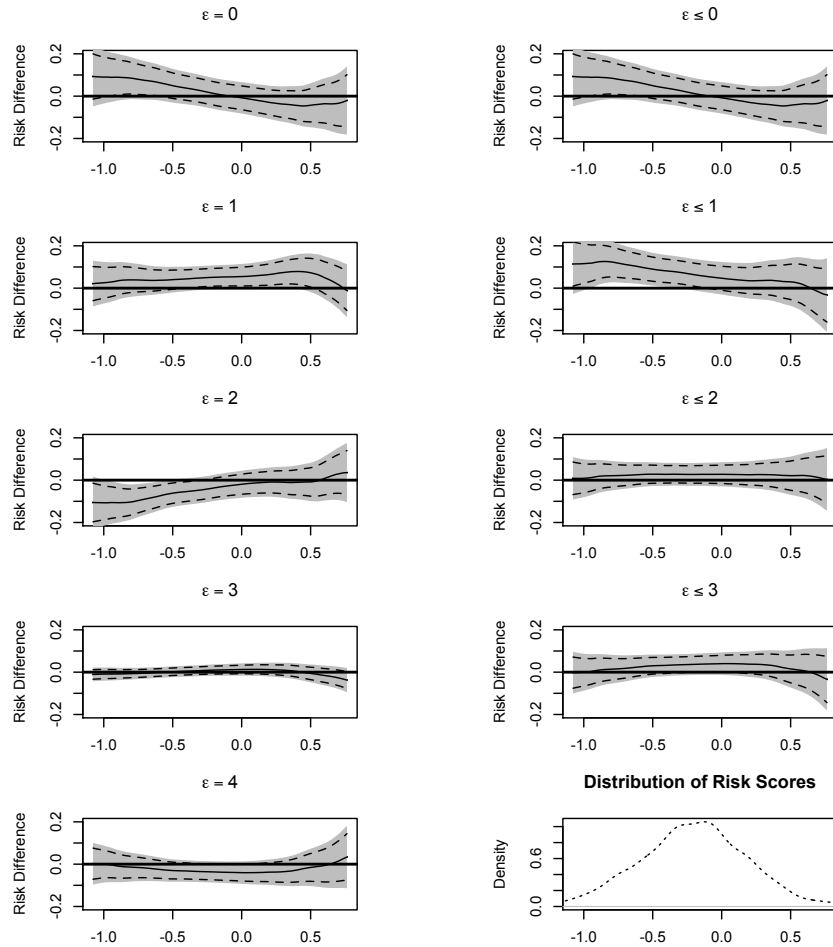 ε = 0
Risk Difference
-0.2 0.0 0.2
-1.0 -0.5 0.0 0.5
ε ≤ 0
Risk Difference
-0.2 0.0 0.2
-1.0 -0.5 0.0 0.5
ε = 1
Risk Difference
-0.2 0.0 0.2
-1.0 -0.5 0.0 0.5
ε ≤ 1
Risk Difference
-0.2 0.0 0.2
-1.0 -0.5 0.0 0.5
ε = 2
Risk Difference
-0.2 0.0 0.2
-1.0 -0.5 0.0 0.5
ε ≤ 2
Risk Difference
-0.2 0.0 0.2
-1.0 -0.5 0.0 0.5
ε = 3
Risk Difference
-0.2 0.0 0.2
-1.0 -0.5 0.0 0.5
ε ≤ 3
Risk Difference
-0.2 0.0 0.2
-1.0 -0.5 0.0 0.5
ε = 4
Risk Difference
-0.2 0.0 0.2
-1.0 -0.5 0.0 0.5
Distribution of Risk Scores
Density
0.0 0.6
-1.0 -0.5 0.0 0.5